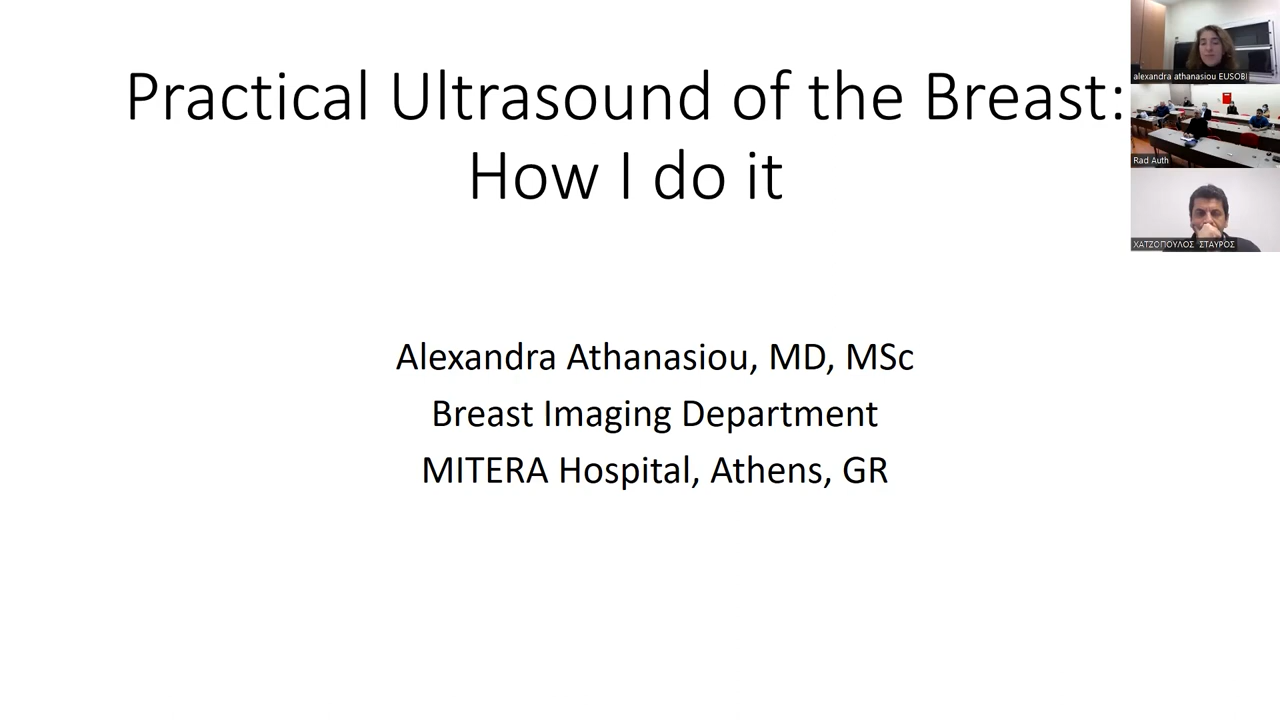 Practical Ultrasound of the Breast:
How I do it
Alexandra Athanasiou, MD, MSc
Breast Imaging Department
MITERA Hospital, Athens, GR
alexandra athanasiou EUSOBI
Rad Auth
ΧΑΤΖΟΠΟΥΛΟΣ ΣΤΑΥΡΟΣ